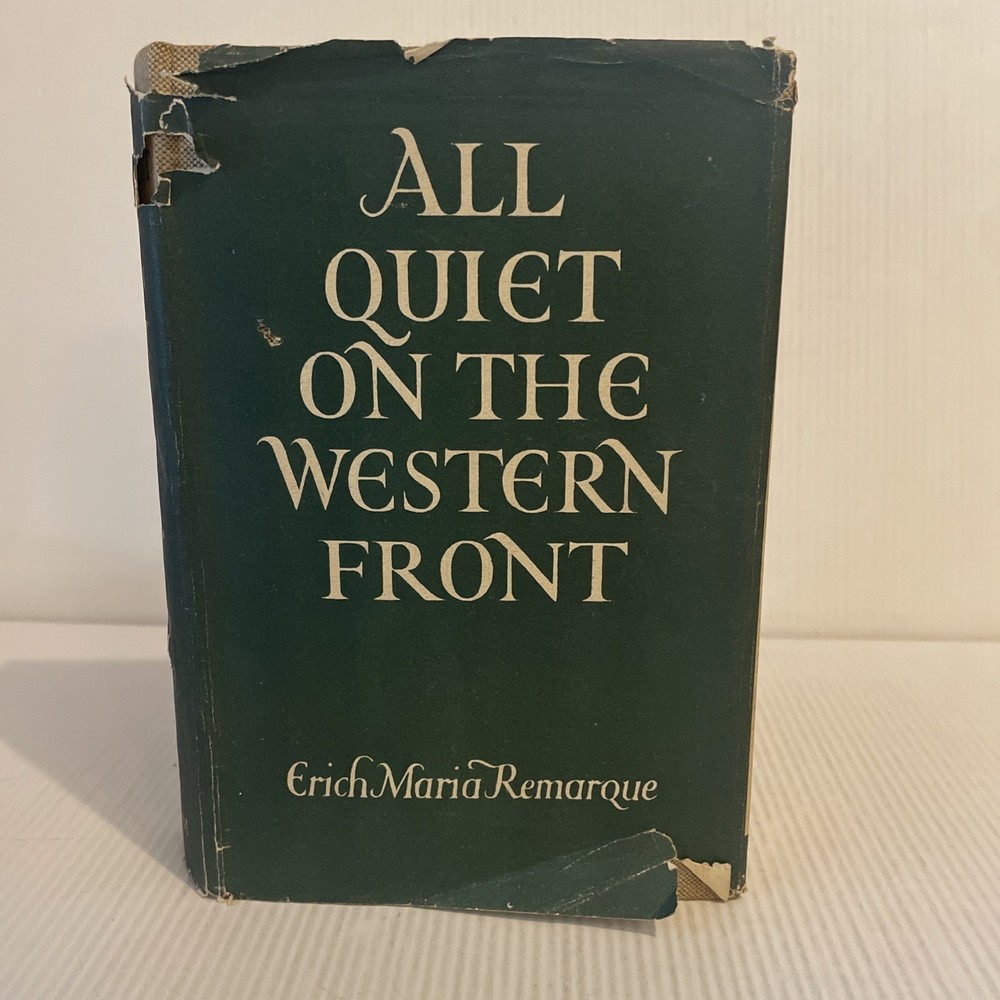 ALL
QUIET
ON THE
WESTERN
FRONT
Erich Maria Remarque